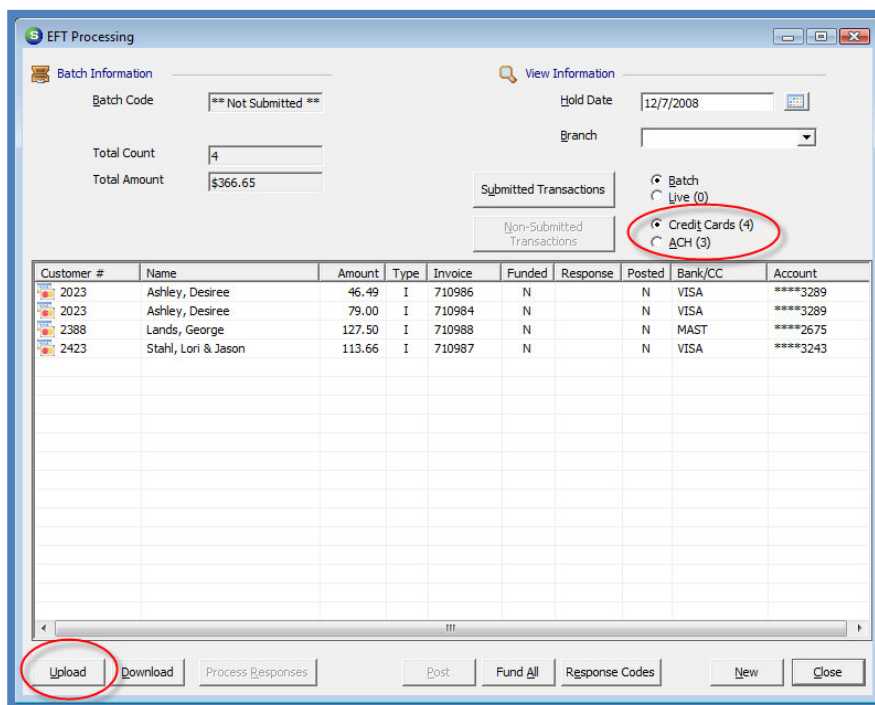 S EFT Processing
Batch Information
Batch Code ** Not Submitted **
Total Count 4
Total Amount $366.65
View Information
Hold Date 12/7/2008
Branch
Submitted Transactions
Batch
Live (0)
Non-Submitted
Transactions
Credit Cards (4)
ACH (3)
Customer # Name Amount Type Invoice Funded Response Posted Bank/CC Account
2023 Ashley, Desiree 46.49 I 710986 N N VISA ****3289
2023 Ashley, Desiree 79.00 I 710984 N N VISA ****3289
2388 Lands, George 127.50 I 710988 N N MAST ****2675
2423 Stahl, Lori & Jason 113.66 I 710987 N N VISA ****3243
Upload Download Process Responses Post Fund All Response Codes New Close